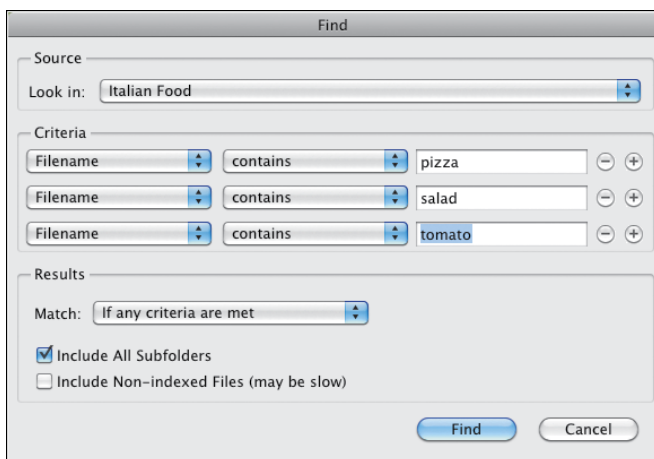 Find
Source
Look in: Italian Food
Criteria
Filename contains pizza
Filename contains salad
Filename contains tomato
Results
Match: If any criteria are met
Include All Subfolders
Include Non-indexed Files (may be slow)
Find Cancel